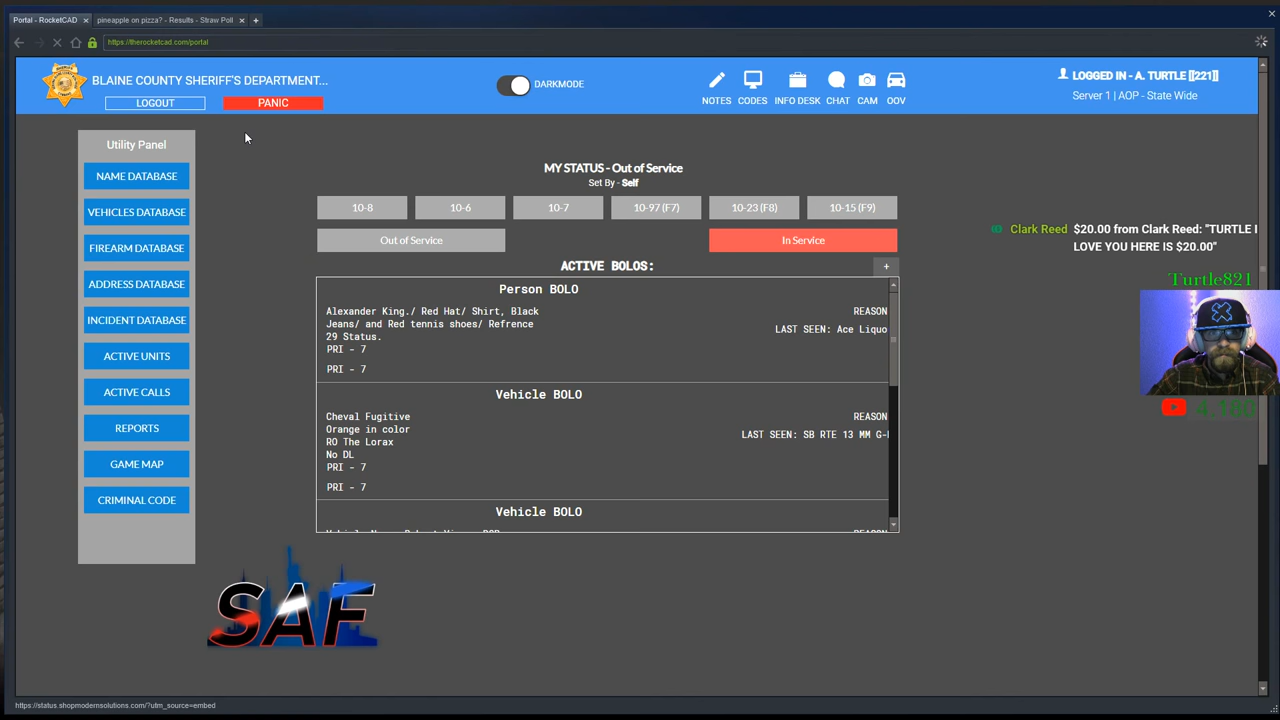 Portal - RocketCAD
pineapple on pizza? - Results - Straw Poll
https://therocketcad.com/portal
BLAINE COUNTY SHERIFF'S DEPARTMENT...
LOGOUT
PANIC
DARKMODE
NOTES
CODES
INFO DESK
CHAT
CAM
OOV
LOGGED IN - A. TURTLE [[221]]
Server 1 | AOP - State Wide
Utility Panel
NAME DATABASE
VEHICLES DATABASE
FIREARM DATABASE
ADDRESS DATABASE
INCIDENT DATABASE
ACTIVE UNITS
ACTIVE CALLS
REPORTS
GAME MAP
CRIMINAL CODE
MY STATUS - Out of Service
Set By - Self
10-8
10-6
10-7
10-97 (F7)
10-23 (F8)
10-15 (F9)
Out of Service
In Service
ACTIVE BOLOS:
+
Person BOLO
Alexander King./ Red Hat/ Shirt, Black
Jeans/ and Red tennis shoes/ Refrence
29 Status.
PRI - 7
PRI - 7
REASON
LAST SEEN: Ace Liquo
Vehicle BOLO
Cheval Fugitive
Orange in color
RO The Lorax
No DL
PRI - 7
PRI - 7
REASON
LAST SEEN: SB RTE 13 MM G-
Vehicle BOLO
REASON
Clark Reed $20.00 from Clark Reed: "TURTLE I
LOVE YOU HERE IS $20.00"
Turtle821
4,180
SAF
https://status.shopmodernsolutions.com/?utm_source=embed